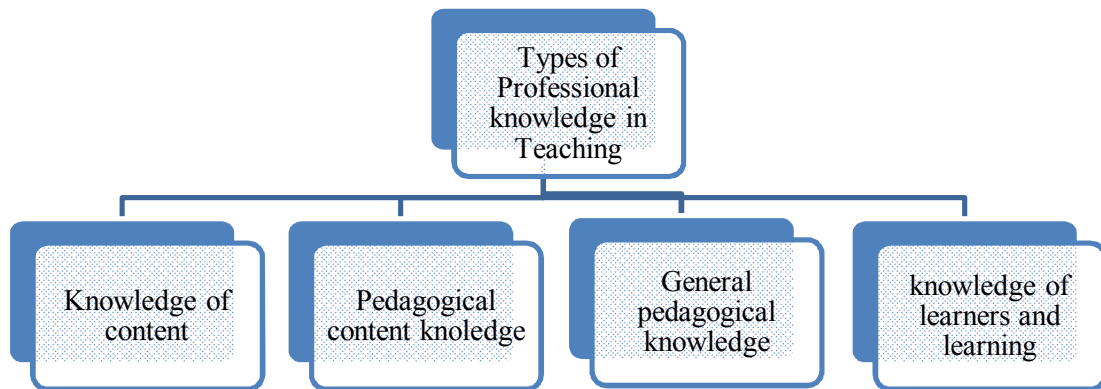 Types of
Professional
knowledge in
Teaching
Knowledge of
content
Pedagogical
content knoledge
General
pedagogical
knowledge
knowledge of
learners and
learning